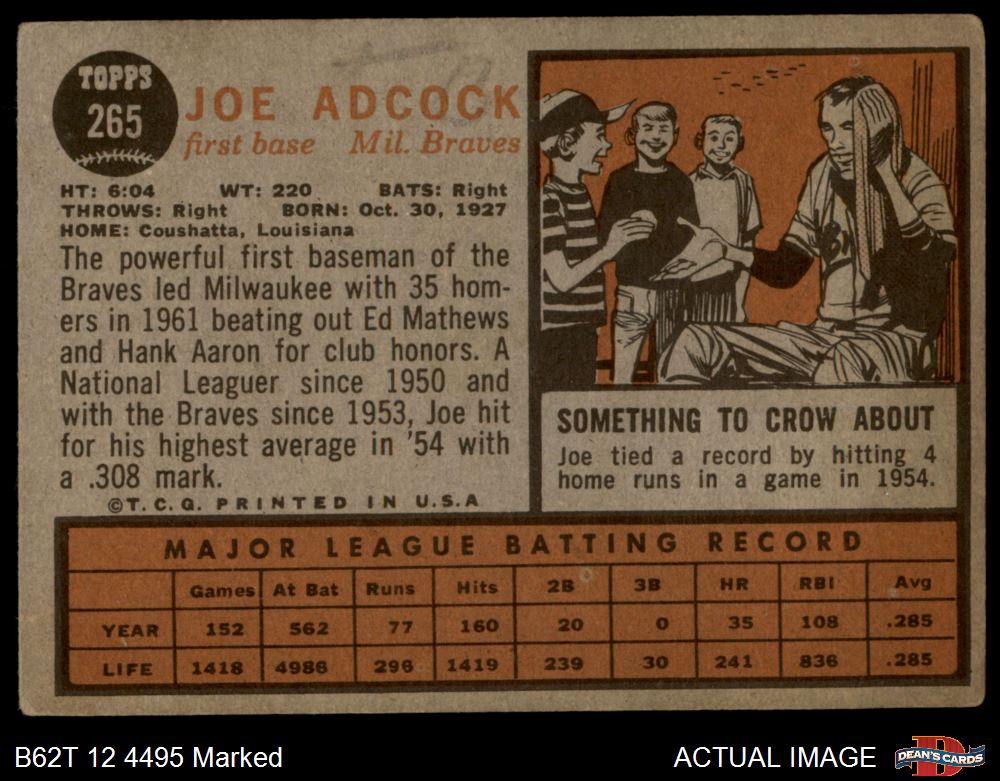 TOPPS
265
JOE ADCOCK
first base Mil. Braves
HT: 6:04 WT: 220 BATS: Right
THROWS: Right BORN: Oct. 30, 1927
HOME: Coushatta, Louisiana
The powerful first baseman of the
Braves led Milwaukee with 35 hom-
ers in 1961 beating out Ed Mathews
and Hank Aaron for club honors. A
National Leaguer since 1950 and
with the Braves since 1953, Joe hit
for his highest average in '54 with
a .308 mark.
©T. C. G. PRINTED IN U.S.A
SOMETHING TO CROW ABOUT
Joe tied a record by hitting 4
home runs in a game in 1954.
MAJOR LEAGUE BATTING RECORD
Games At Bat Runs Hits 2B 3B HR RBI Avg
YEAR 152 562 77 160 20 0 35 108 .285
LIFE 1418 4986 296 1419 239 30 241 836 .285
B62T 12 4495 Marked
ACTUAL IMAGE
D
DEAN'S CARDS